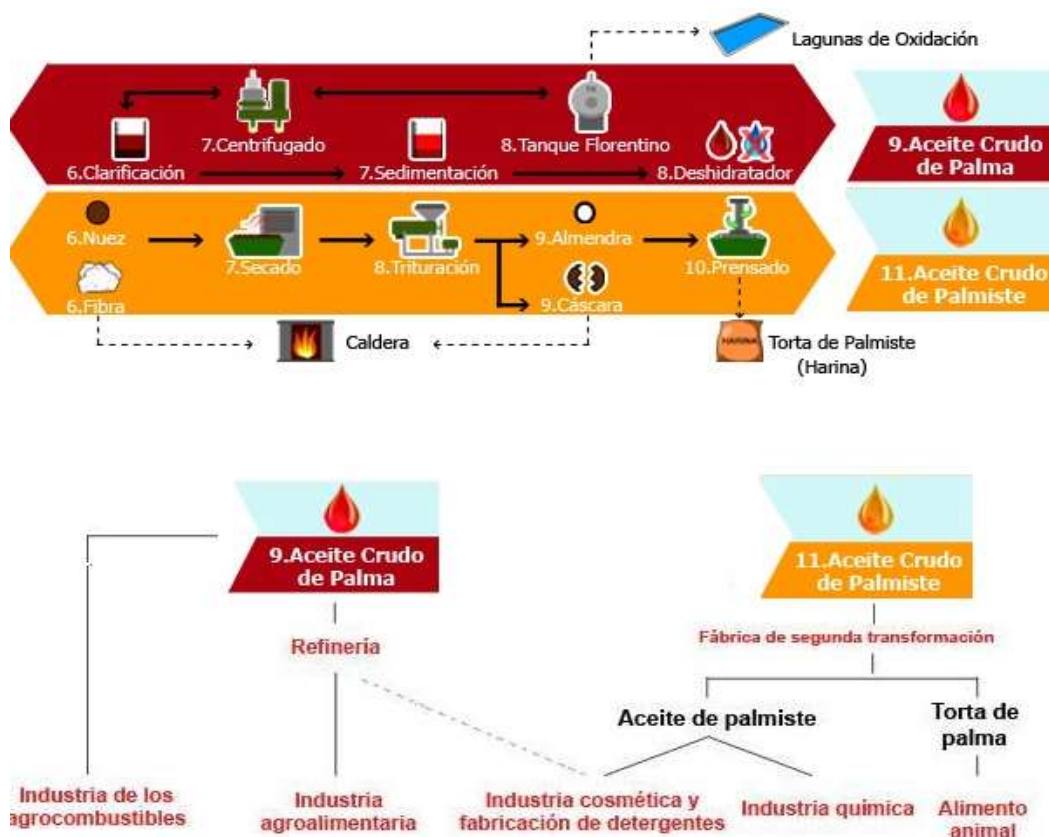 Lagunas de Oxidación
7.Centrifugado
8.Tanque Florentino
6.Clarificación
7.Sedimentación
8.Deshidratador
9.Aceite Crudo
de Palma
6.Nuez
7.Secado
8.Trituración
9.Almendra
10.Prensado
6.Fibra
9.Cáscara
11.Aceite Crudo
de Palmiste
Caldera
HARINA
Torta de Palmiste
(Harina)
9.Aceite Crudo
de Palma
11.Aceite Crudo
de Palmiste
Refinería
Fábrica de segunda transformación
Aceite de palmiste
Torta de
palma
Industria de los
agrocombustibles
Industria
agroalimentaria
Industria cosmética y
fabricación de detergentes
Industria química
Alimento
animal